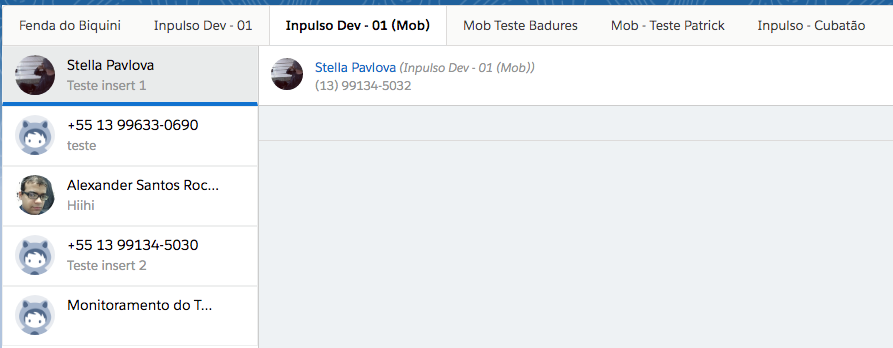 Fenda do Biquini
Inpulso Dev - 01
Inpulso Dev - 01 (Mob)
Mob Teste Badures
Mob - Teste Patrick
Inpulso - Cubatão
Stella Pavlova
Teste insert 1
+55 13 99633-0690
teste
Alexander Santos Roc...
Hiihi
+55 13 99134-5030
Teste insert 2
Monitoramento do T...
Stella Pavlova (Inpulso Dev - 01 (Mob))
(13) 99134-5032